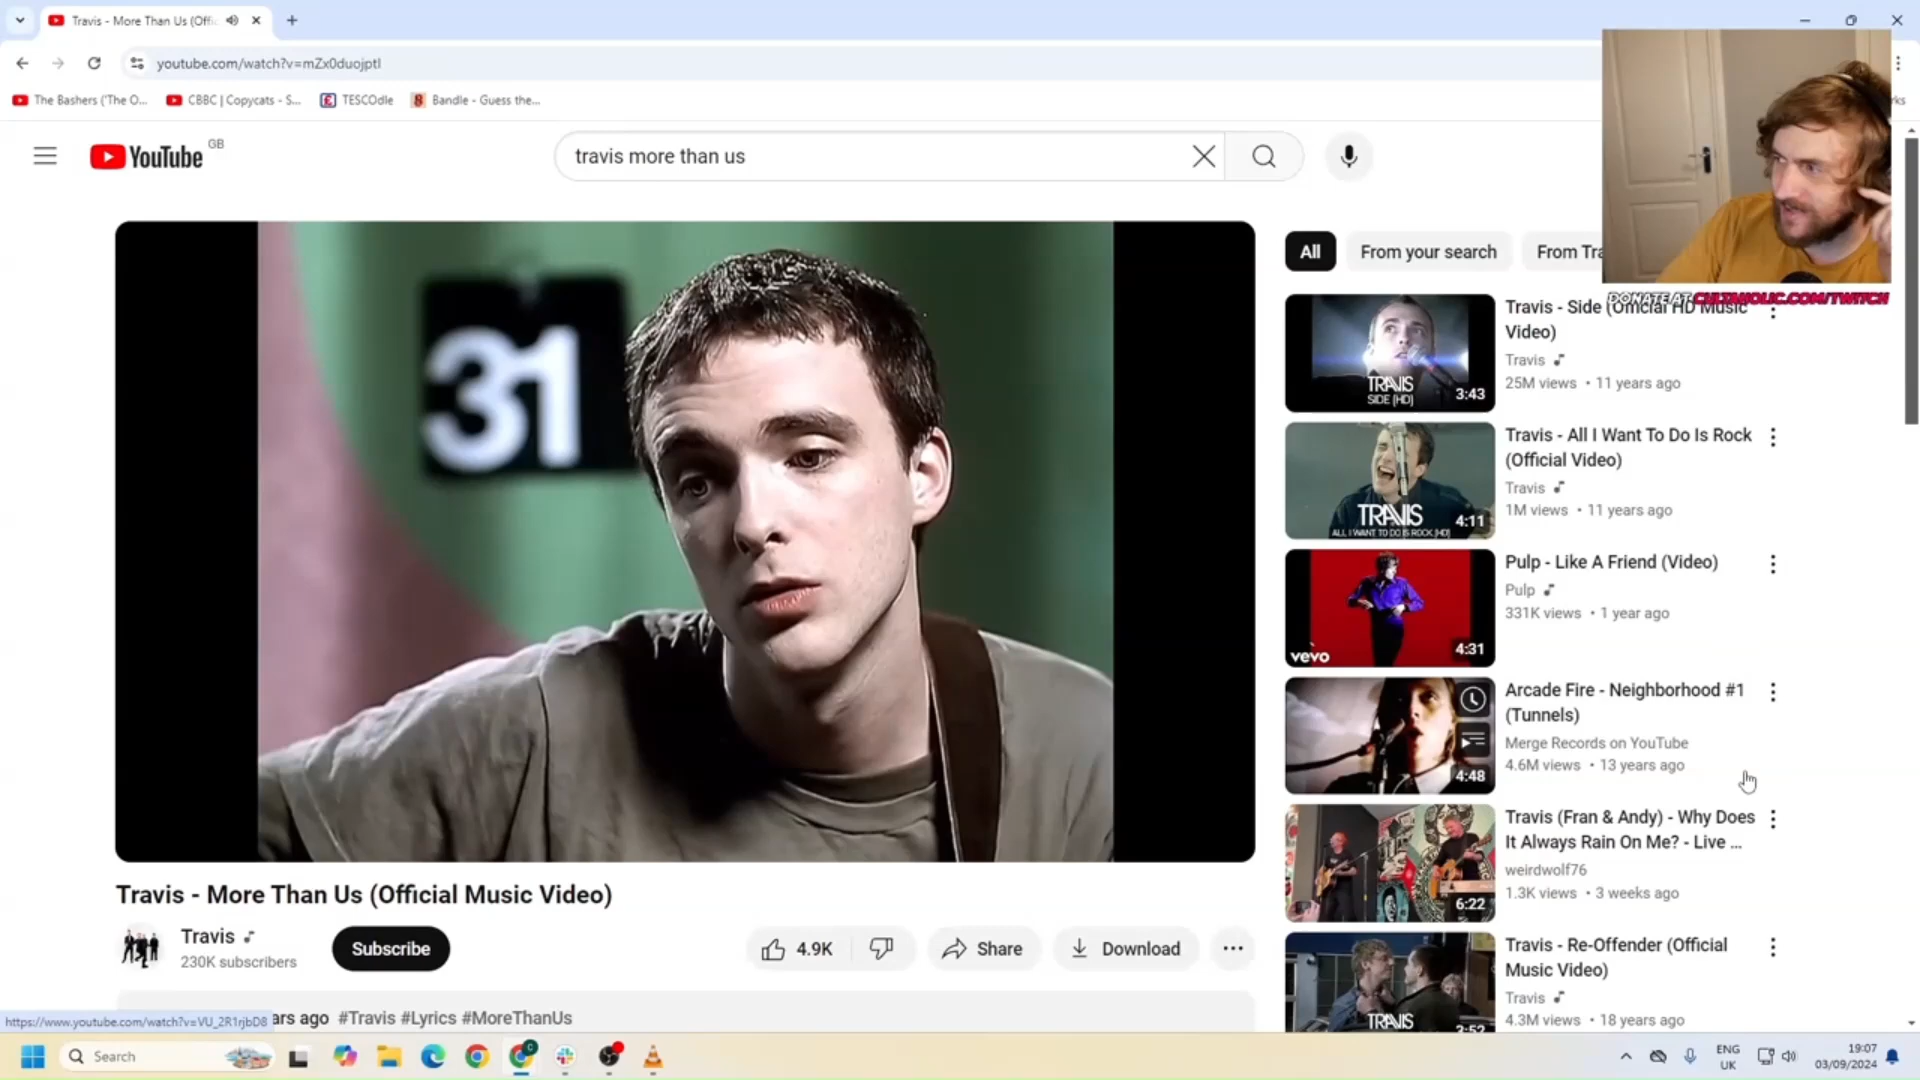 Travis - More Than Us (Offic
youtube.com/watch?v=mZx0duojptI
The Bashers ('The O...
CBBC | Copycats - S...
TESCOdle
Bandle - Guess the...
YouTube GB
travis more than us
31
All
From your search
From Tra
DONATE AT CULTAHOLIC.COM/TWITCH
TRAVIS
SIDE [HD]
3:43
Travis - Side (Official HD Music
Video)
Travis
25M views • 11 years ago
TRAVIS
ALL I WANT TO DO IS ROCK [HD]
4:11
Travis - All I Want To Do Is Rock
(Official Video)
Travis
1M views • 11 years ago
vevo
4:31
Pulp - Like A Friend (Video)
Pulp
331K views • 1 year ago
4:48
Arcade Fire - Neighborhood #1
(Tunnels)
Merge Records on YouTube
4.6M views • 13 years ago
6:22
Travis (Fran & Andy) - Why Does
It Always Rain On Me? - Live ...
weirdwolf76
1.3K views • 3 weeks ago
TRAVIS
3:52
Travis - Re-Offender (Official
Music Video)
Travis
4.3M views • 18 years ago
Travis - More Than Us (Official Music Video)
Travis
230K subscribers
Subscribe
4.9K
Share
Download
ars ago #Travis #Lyrics #MoreThanUs
https://www.youtube.com/watch?v=VU_2R1rjbD8
Search
ENG
UK
19:07
03/09/2024